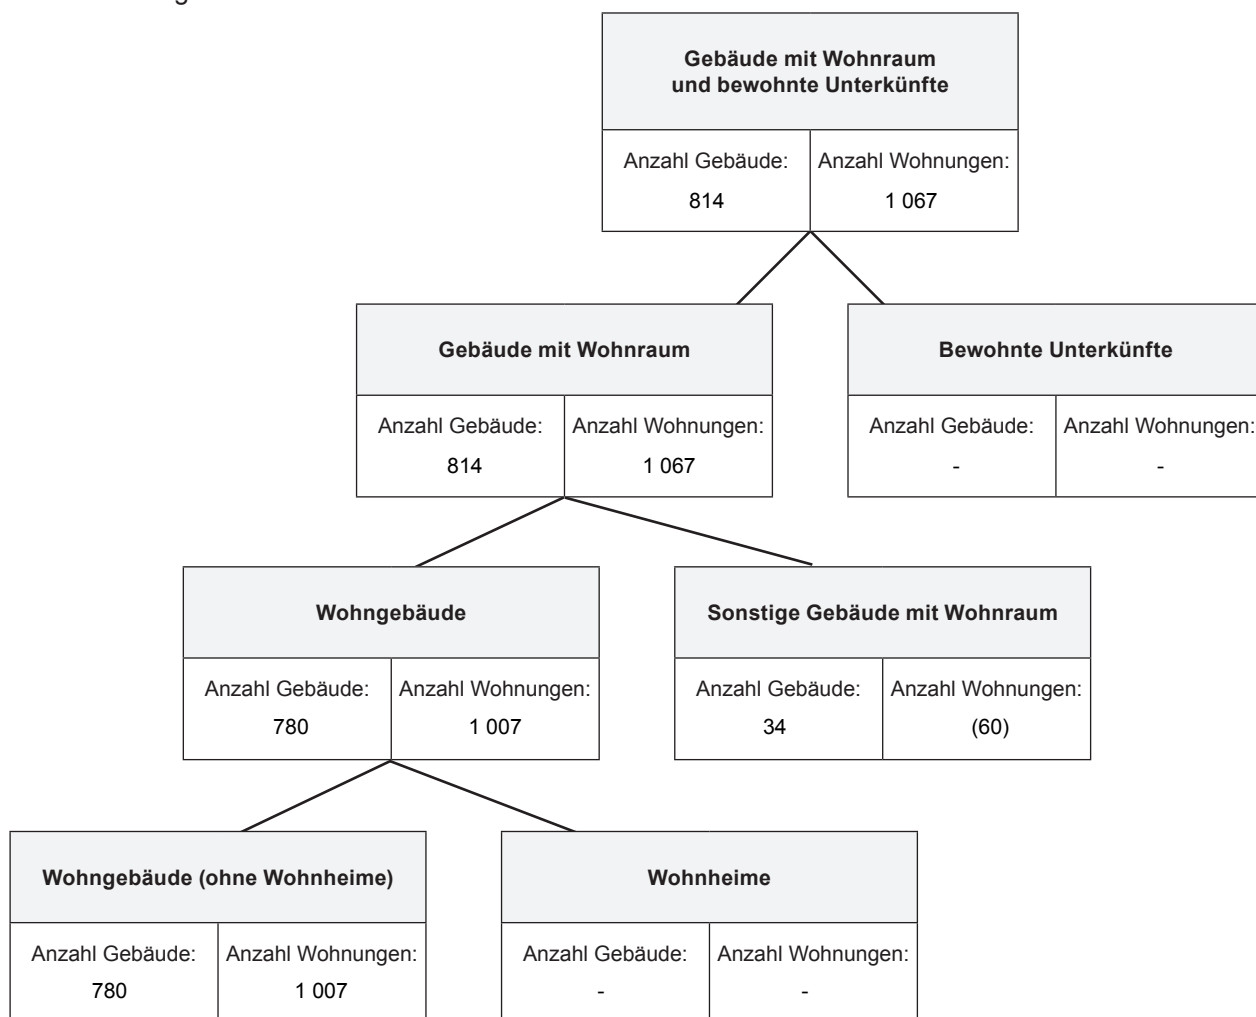 Gebäude mit Wohnraum
und bewohnte Unterkünfte
Anzahl Gebäude: Anzahl Wohnungen:
814 1 067
Gebäude mit Wohnraum
Anzahl Gebäude: Anzahl Wohnungen:
814 1 067
Bewohnte Unterkünfte
Anzahl Gebäude: Anzahl Wohnungen:
- -
Wohngebäude
Anzahl Gebäude: Anzahl Wohnungen:
780 1 007
Sonstige Gebäude mit Wohnraum
Anzahl Gebäude: Anzahl Wohnungen:
34 (60)
Wohngebäude (ohne Wohnheime)
Anzahl Gebäude: Anzahl Wohnungen:
780 1 007
Wohnheime
Anzahl Gebäude: Anzahl Wohnungen:
- -